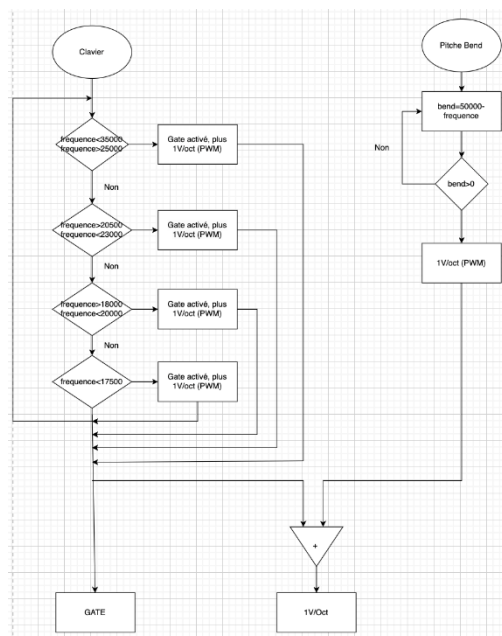 Clavier
frequence<35000
frequence>25000
Gate activé, plus
1V/oct (PWM)
Non
frequence>20500
frequence<23000
Gate activé, plus
1V/oct (PWM)
Non
frequence>18000
frequence<20000
Gate activé, plus
1V/oct (PWM)
Non
frequence<17500
Gate activé, plus
1V/oct (PWM)
GATE
Pitche Bend
bend=50000-
frequence
Non
bend>0
1V/oct (PWM)
+
1V/Oct